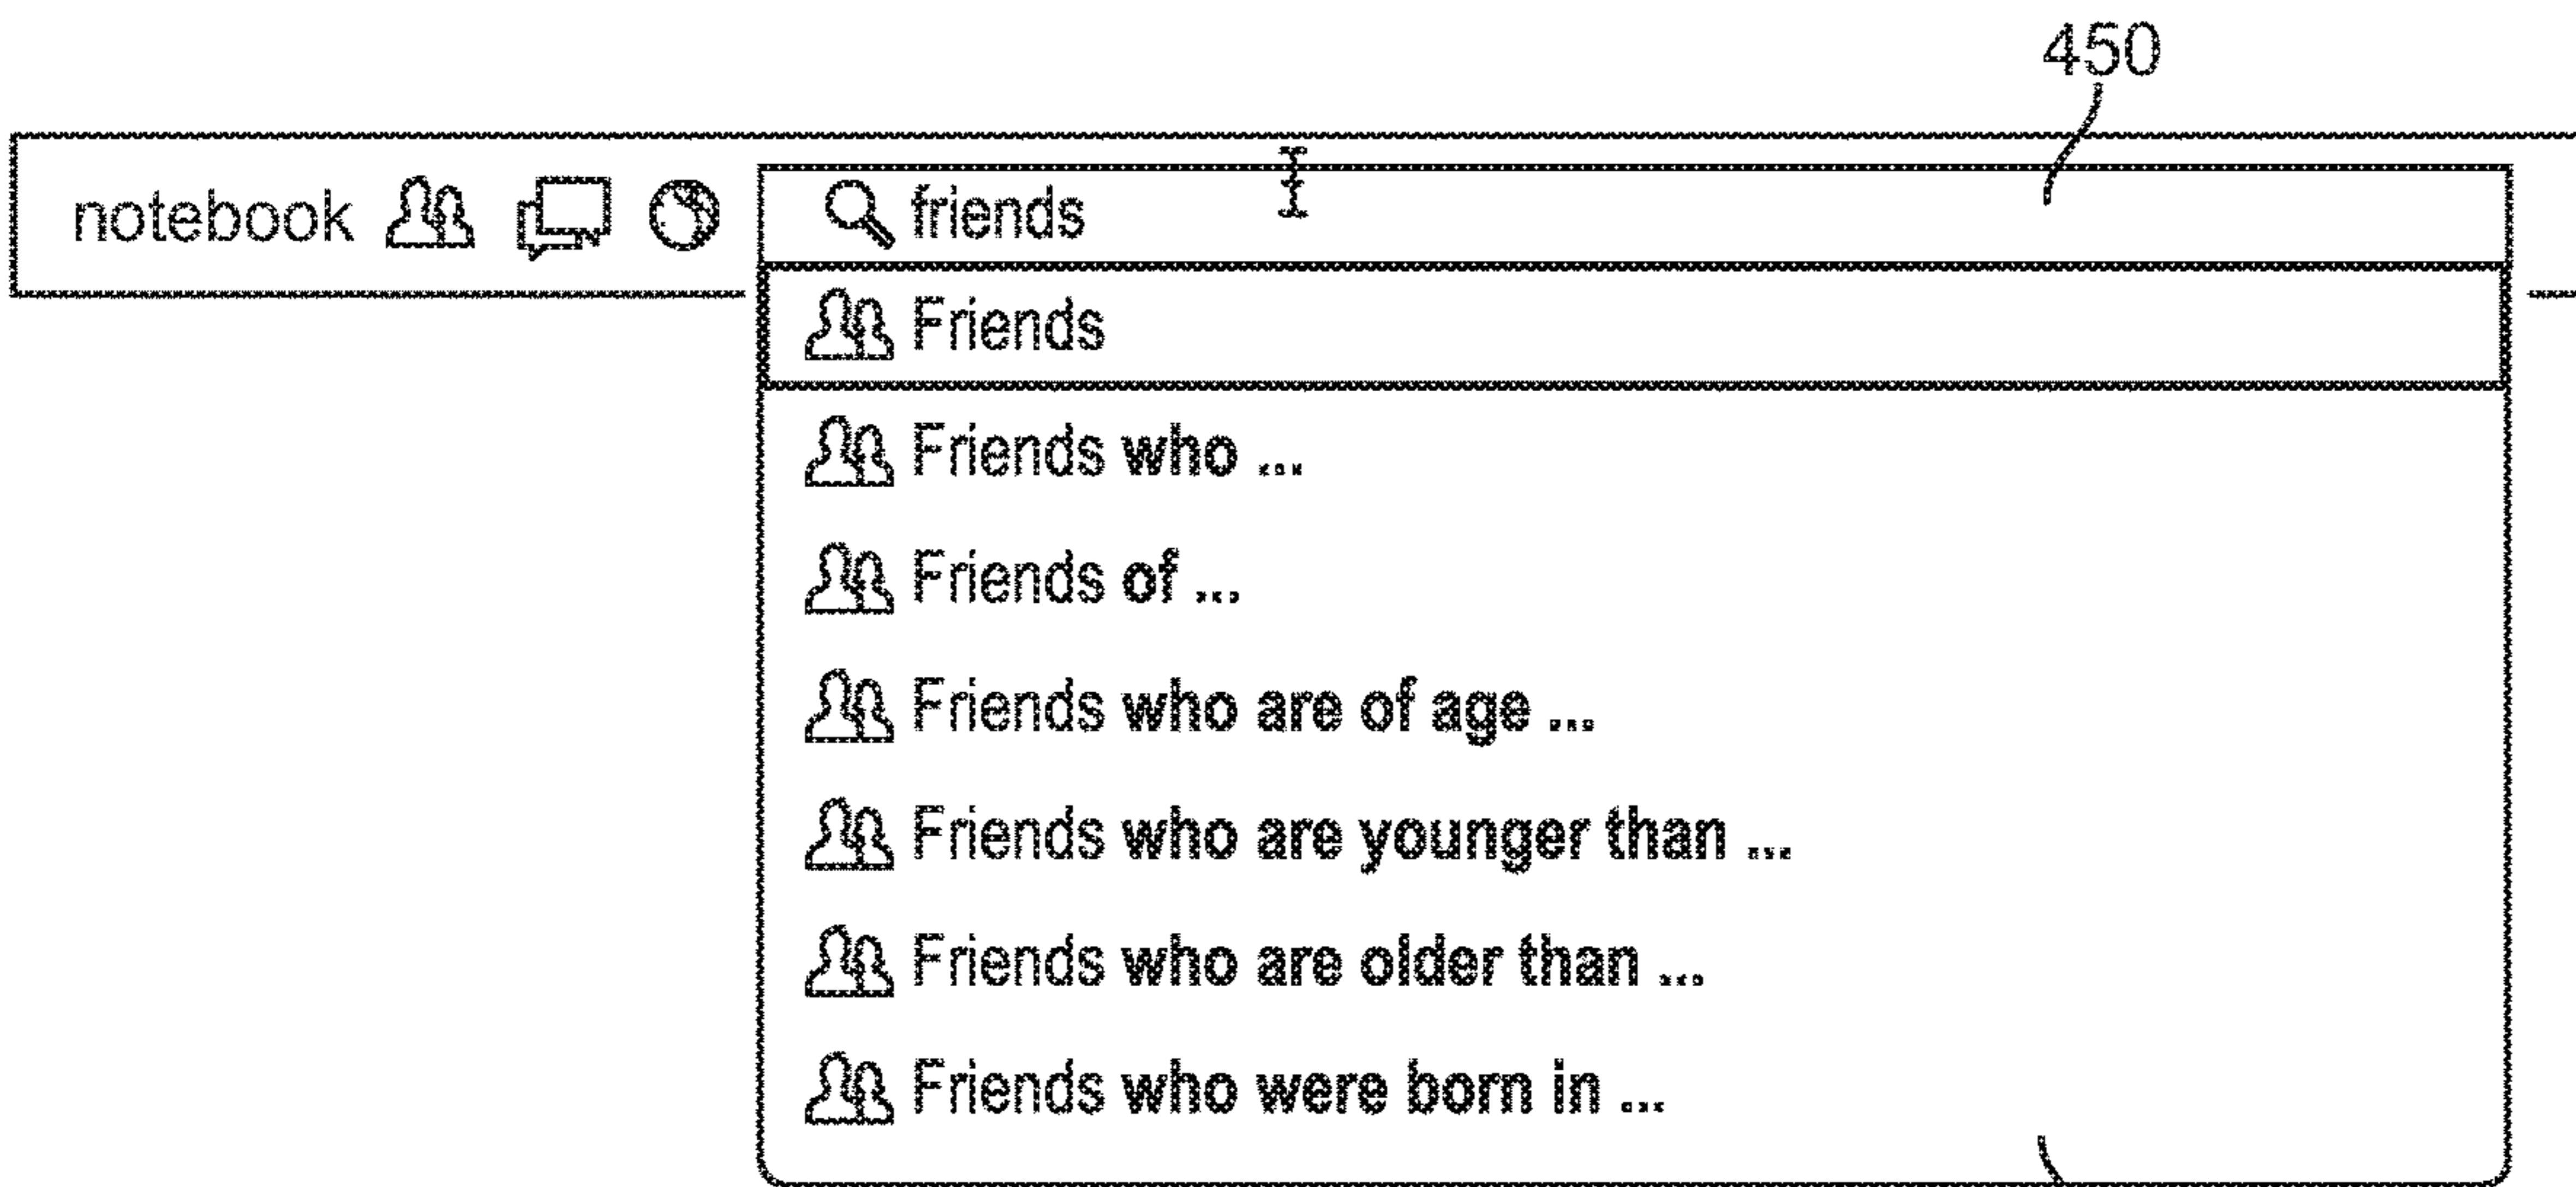 450
notebook friends
Friends
Friends who ...
Friends of ...
Friends who are of age ...
Friends who are younger than ...
Friends who are older than ...
Friends who were born in ...